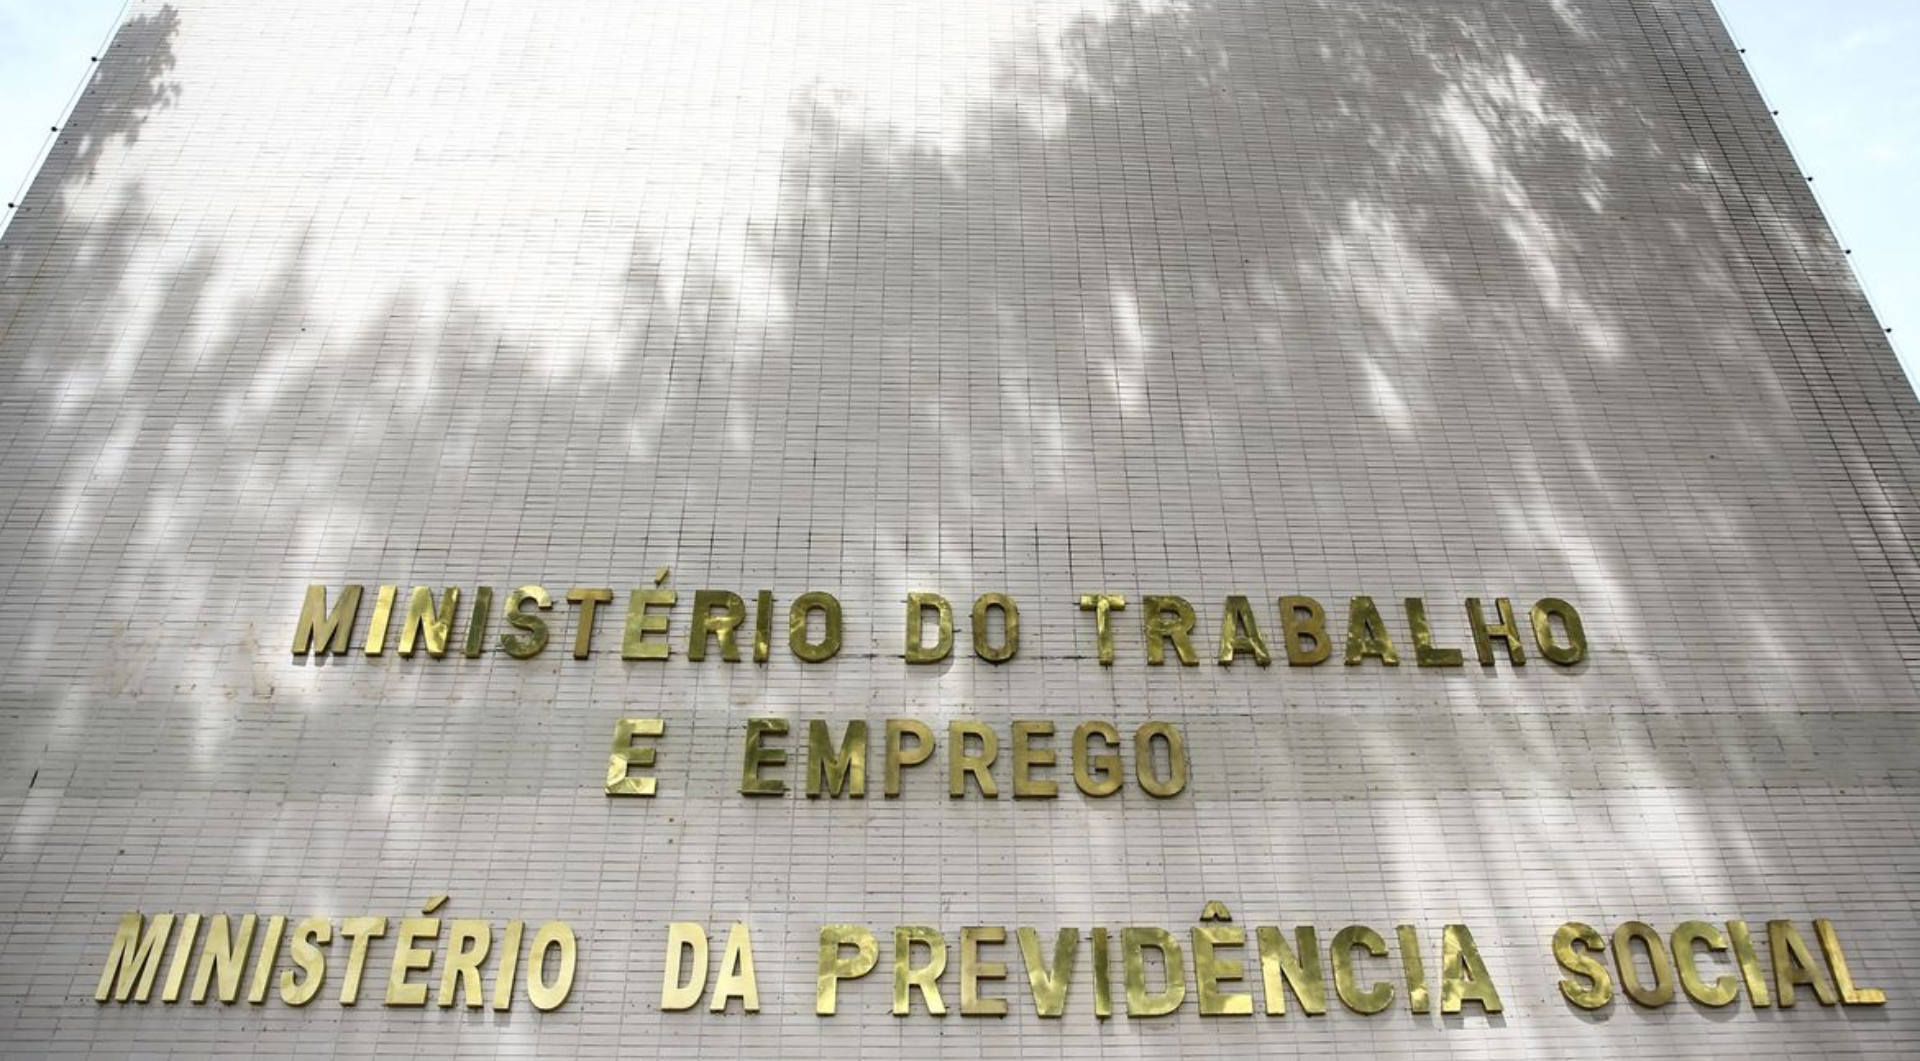 MINISTÉRIO DO TRABALHO
E EMPREGO
MINISTÉRIO DA PREVIDÊNCIA SOCIAL